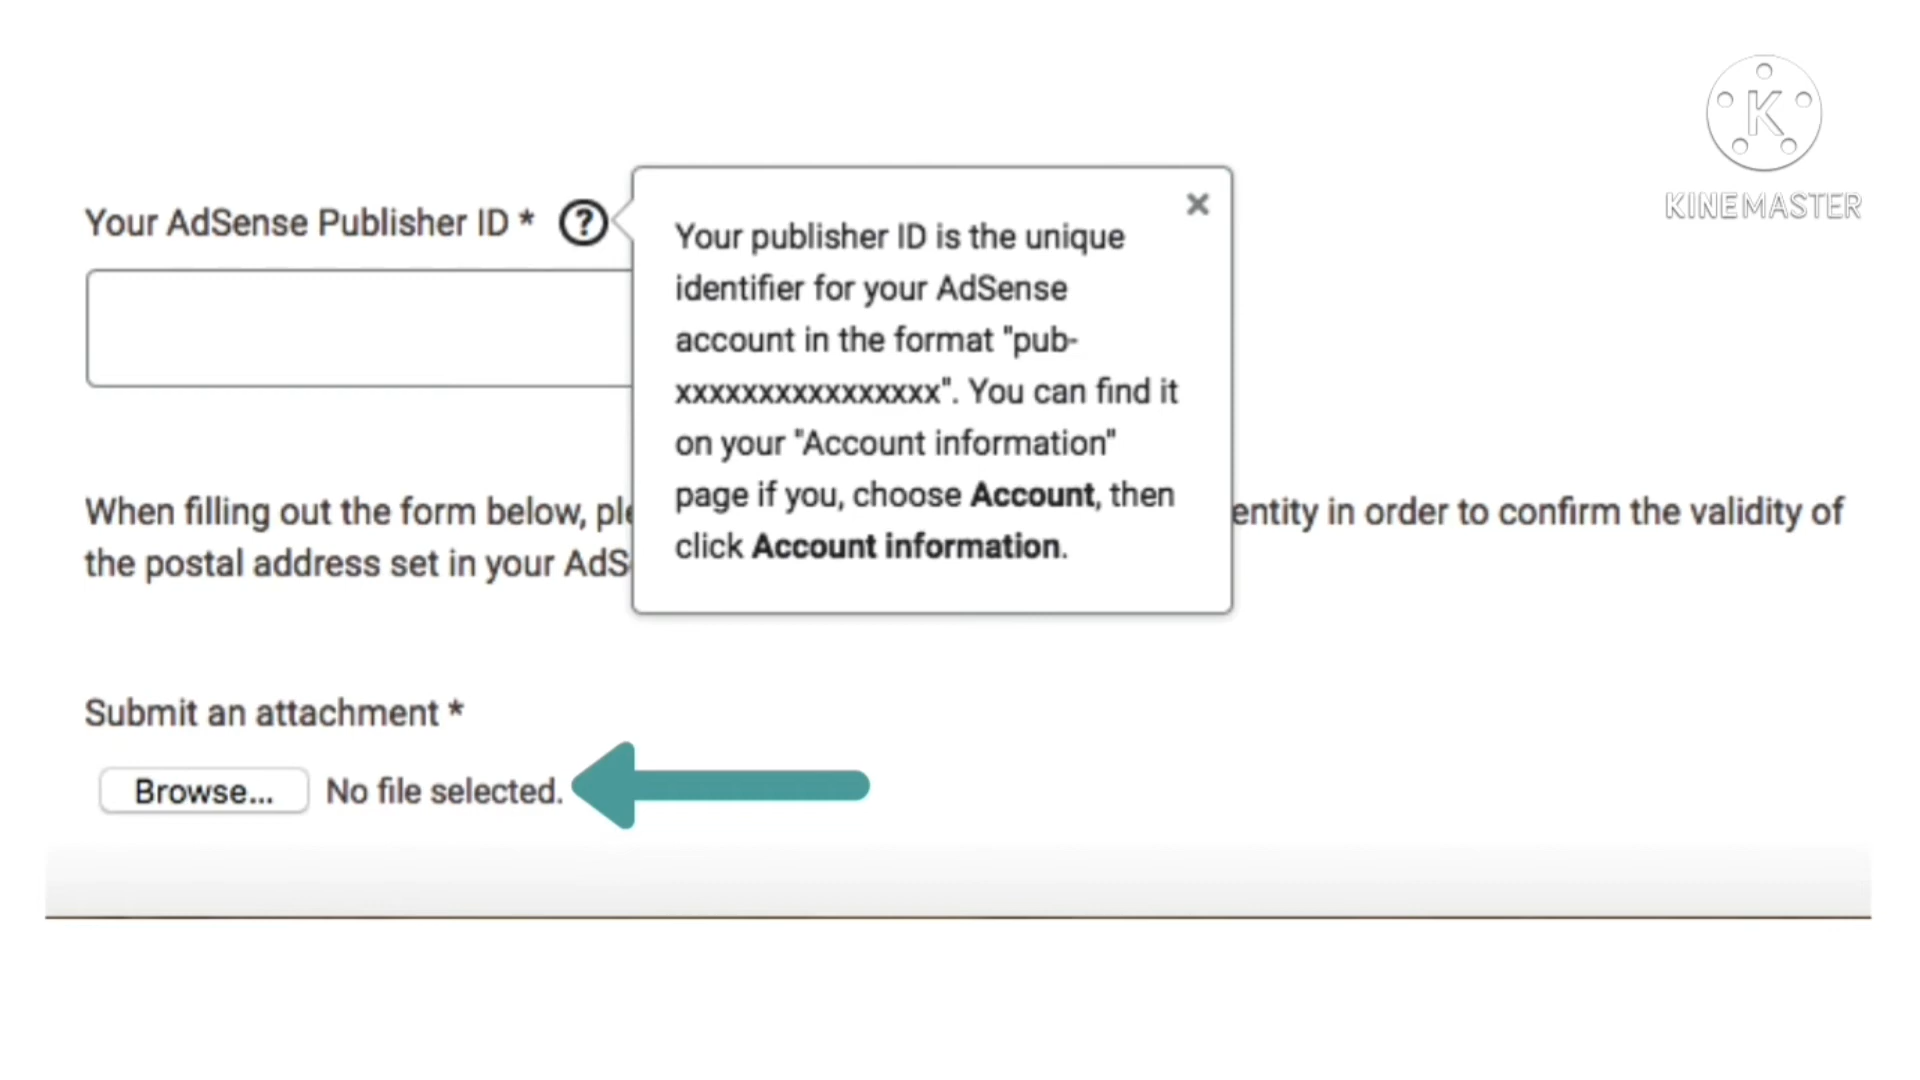 K
KINEMASTER
Your AdSense Publisher ID * ?
Your publisher ID is the unique
identifier for your AdSense
account in the format "pub-
xxxxxxxxxxxxxxxx". You can find it
on your "Account information"
page if you, choose Account, then
click Account information.
When filling out the form below, entity in order to confirm the validity of
the postal address set in your
Submit an attachment *
Browse... No file selected.